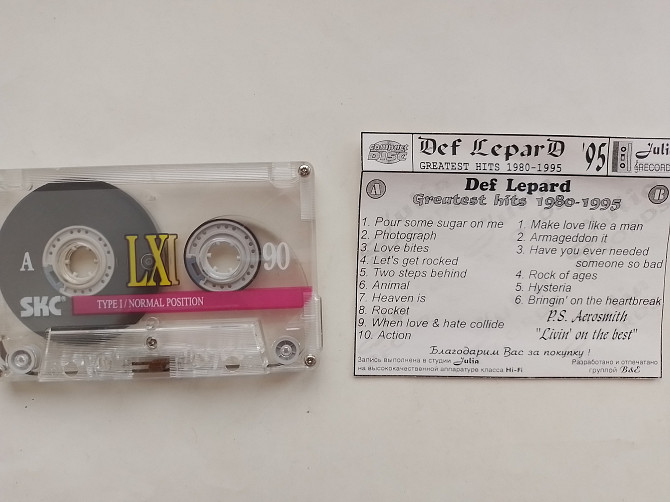 A
LXI
90
SKC
TYPE I / NORMAL POSITION
COMPACT
DISC
Def LepparD
GREATEST HITS 1980-1995
'95
Julia
RECORD
A
B
Def Lepard
Greatest hits 1980-1995
1. Pour some sugar on me
2. Photograph
3. Love bites
4. Let's get rocked
5. Two steps behind
6. Animal
7. Heaven is
8. Rocket
9. When love & hate collide
10. Action
1. Make love like a man
2. Armageddon it
3. Have you ever needed
someone so bad
4. Rock of ages
5. Hysteria
6. Bringin' on the heartbreak
P.S. Aerosmith
"Livin' on the best"
Благодарим Вас за покупку !
Запись выполнена в студии Julia
на высококачественной аппаратуре класса Hi-Fi
Разработано и отпечатано
группой B&E